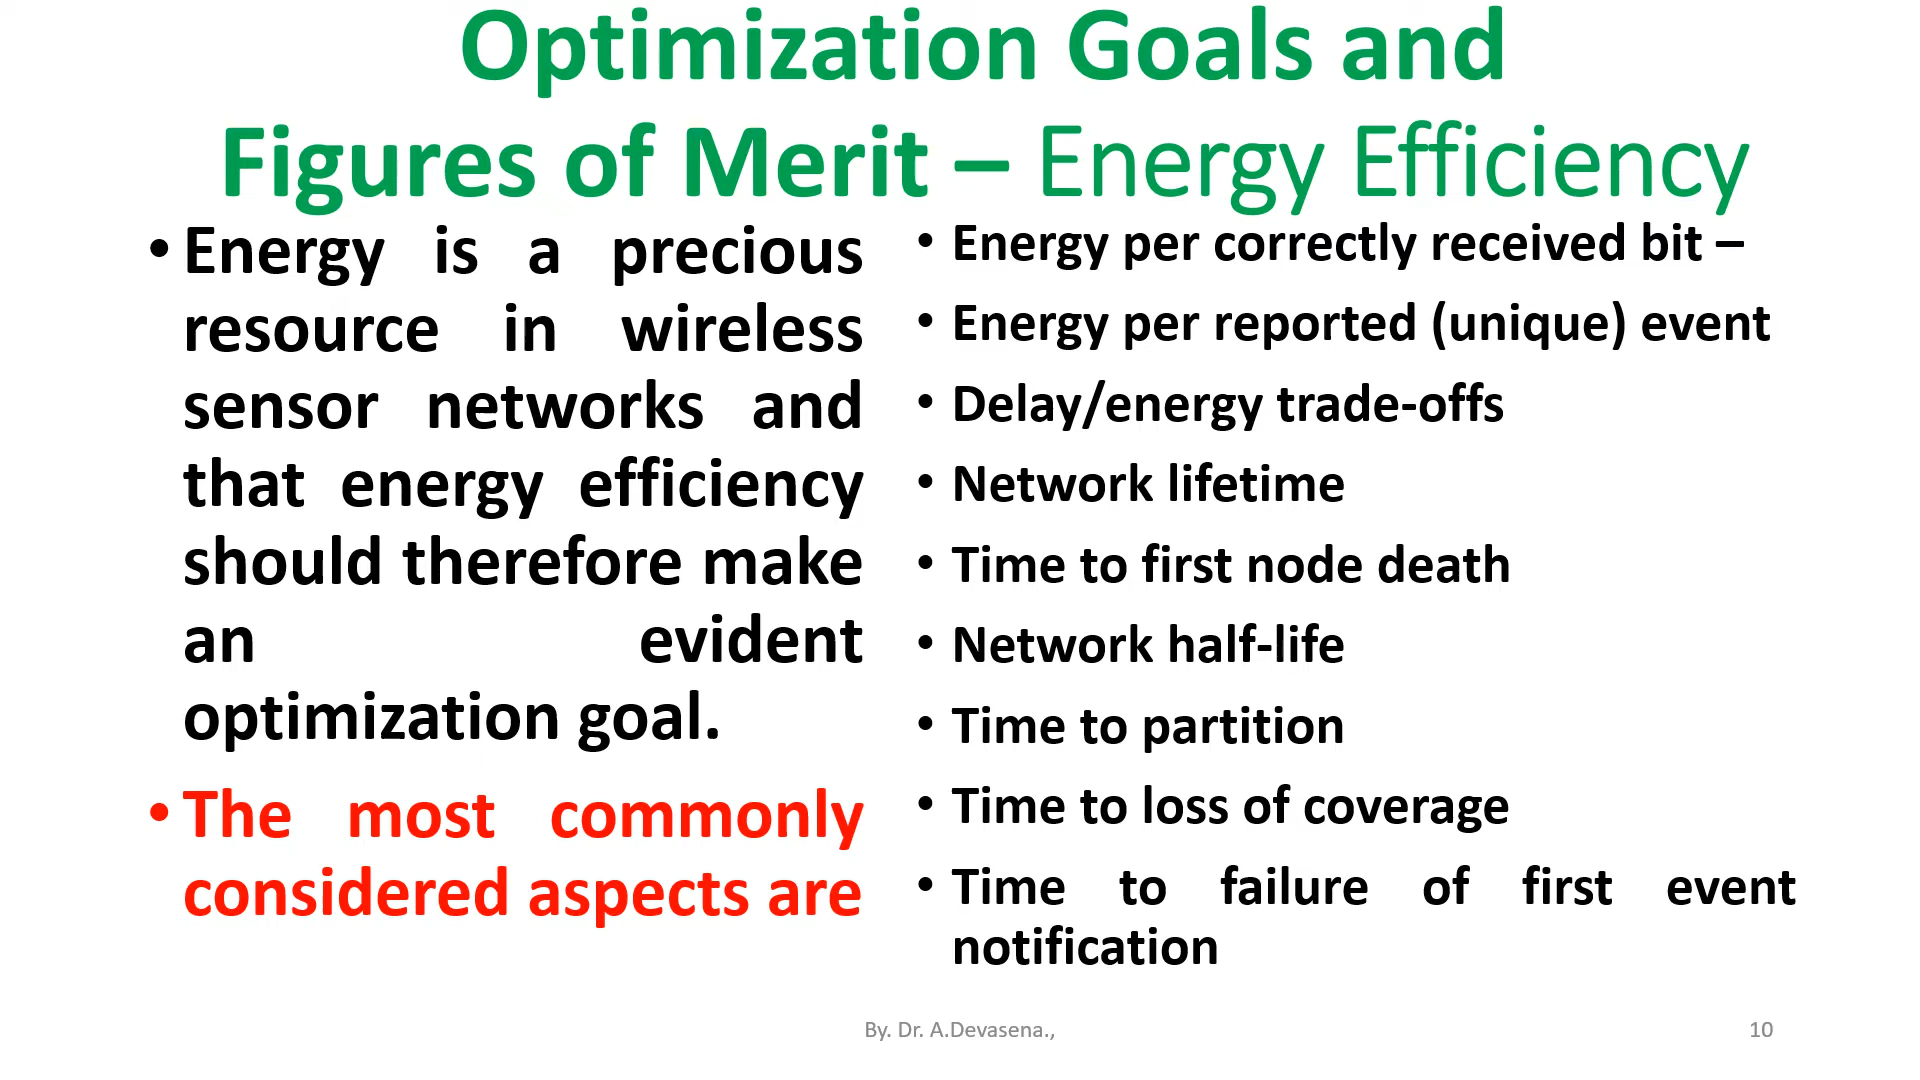 Optimization Goals and
Figures of Merit – Energy Efficiency
• Energy is a precious
resource in wireless
sensor networks and
that energy efficiency
should therefore make
an evident
optimization goal.
• The most commonly
considered aspects are
• Energy per correctly received bit –
• Energy per reported (unique) event
• Delay/energy trade-offs
• Network lifetime
• Time to first node death
• Network half-life
• Time to partition
• Time to loss of coverage
• Time to failure of first event
notification
By. Dr. A.Devasena.,
10